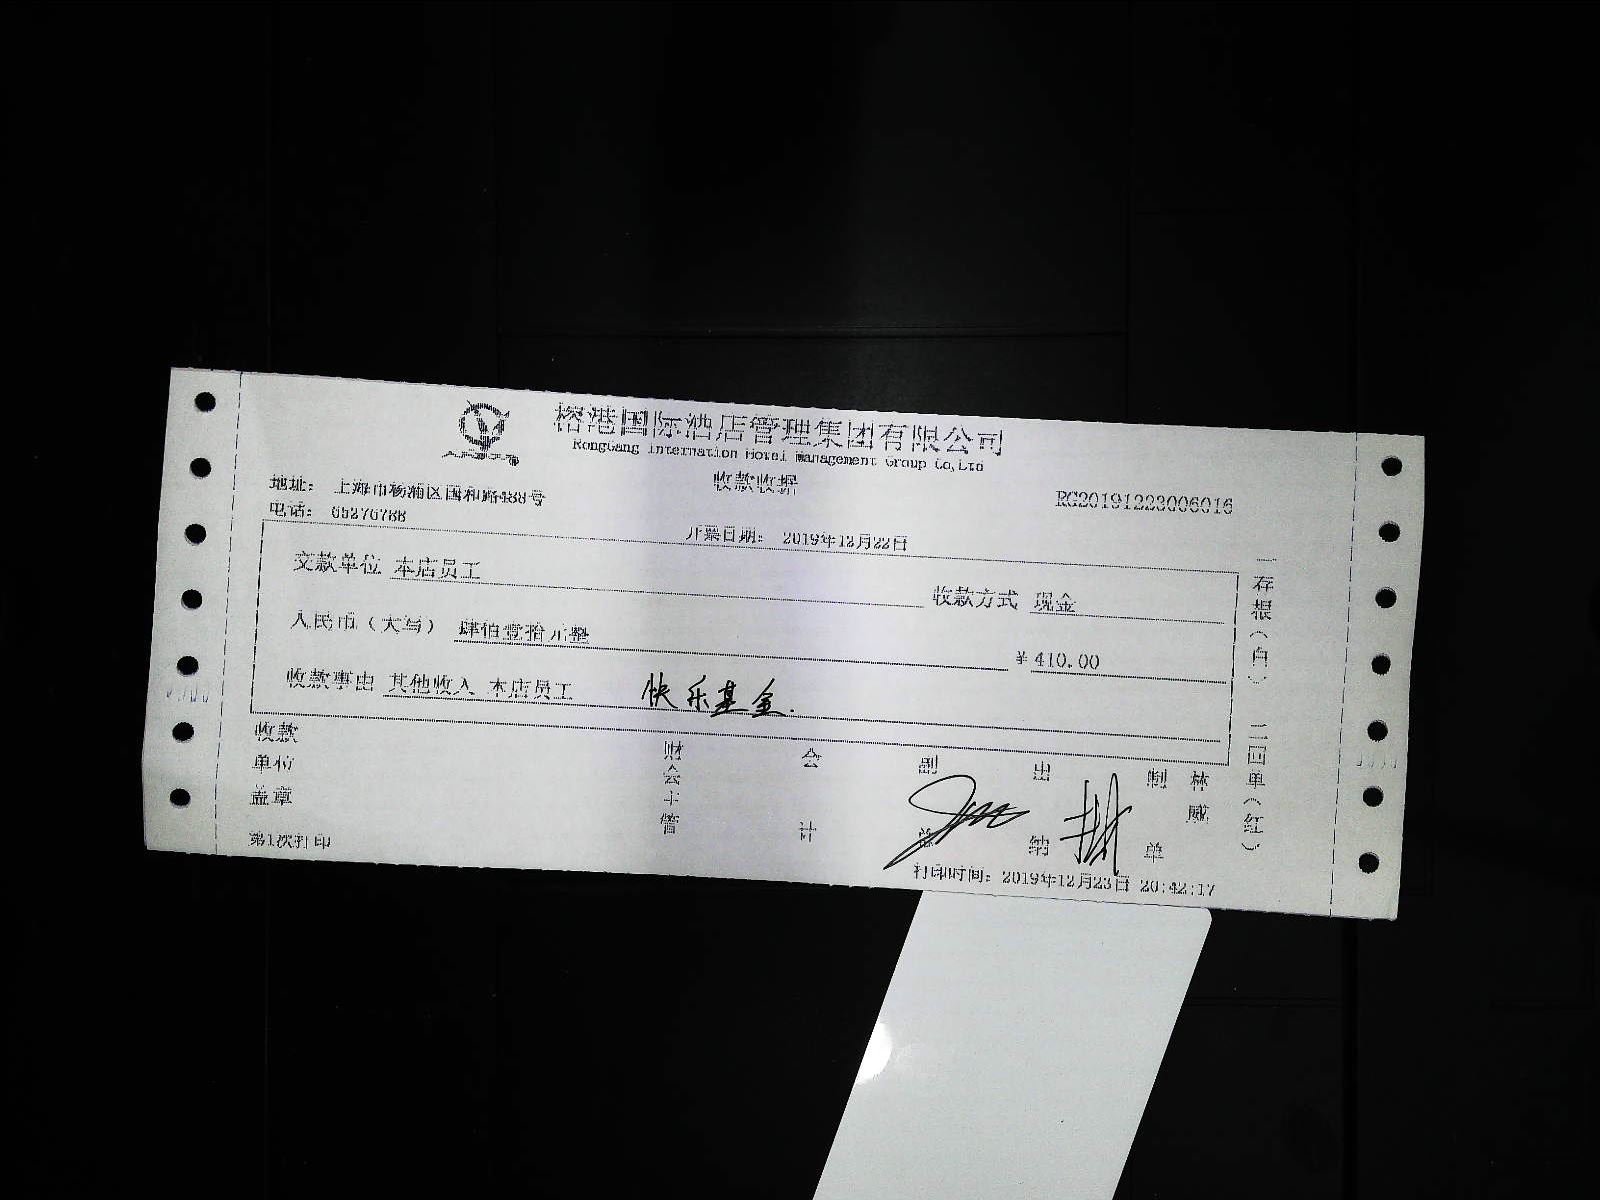 榕港国际酒店管理集团有限公司
RongGang Internation Hotel Management Group Co,Ltd
收款收据
地址： 上海市杨浦区国和路488号
RG20191223006016
电话： 65276788
开票日期： 2019年12月22日
交款单位 本店员工
收款方式 现金
人民币（大写） 肆佰壹拾元整
¥410.00
收款事由 其他收入 本店员工 快乐基金.
收款单位盖章
财会主管
会计
副总
出纳
制单
林威
第1次打印
打印时间：2019年12月23日 20:42:17
一存根（白） 二回单（红）